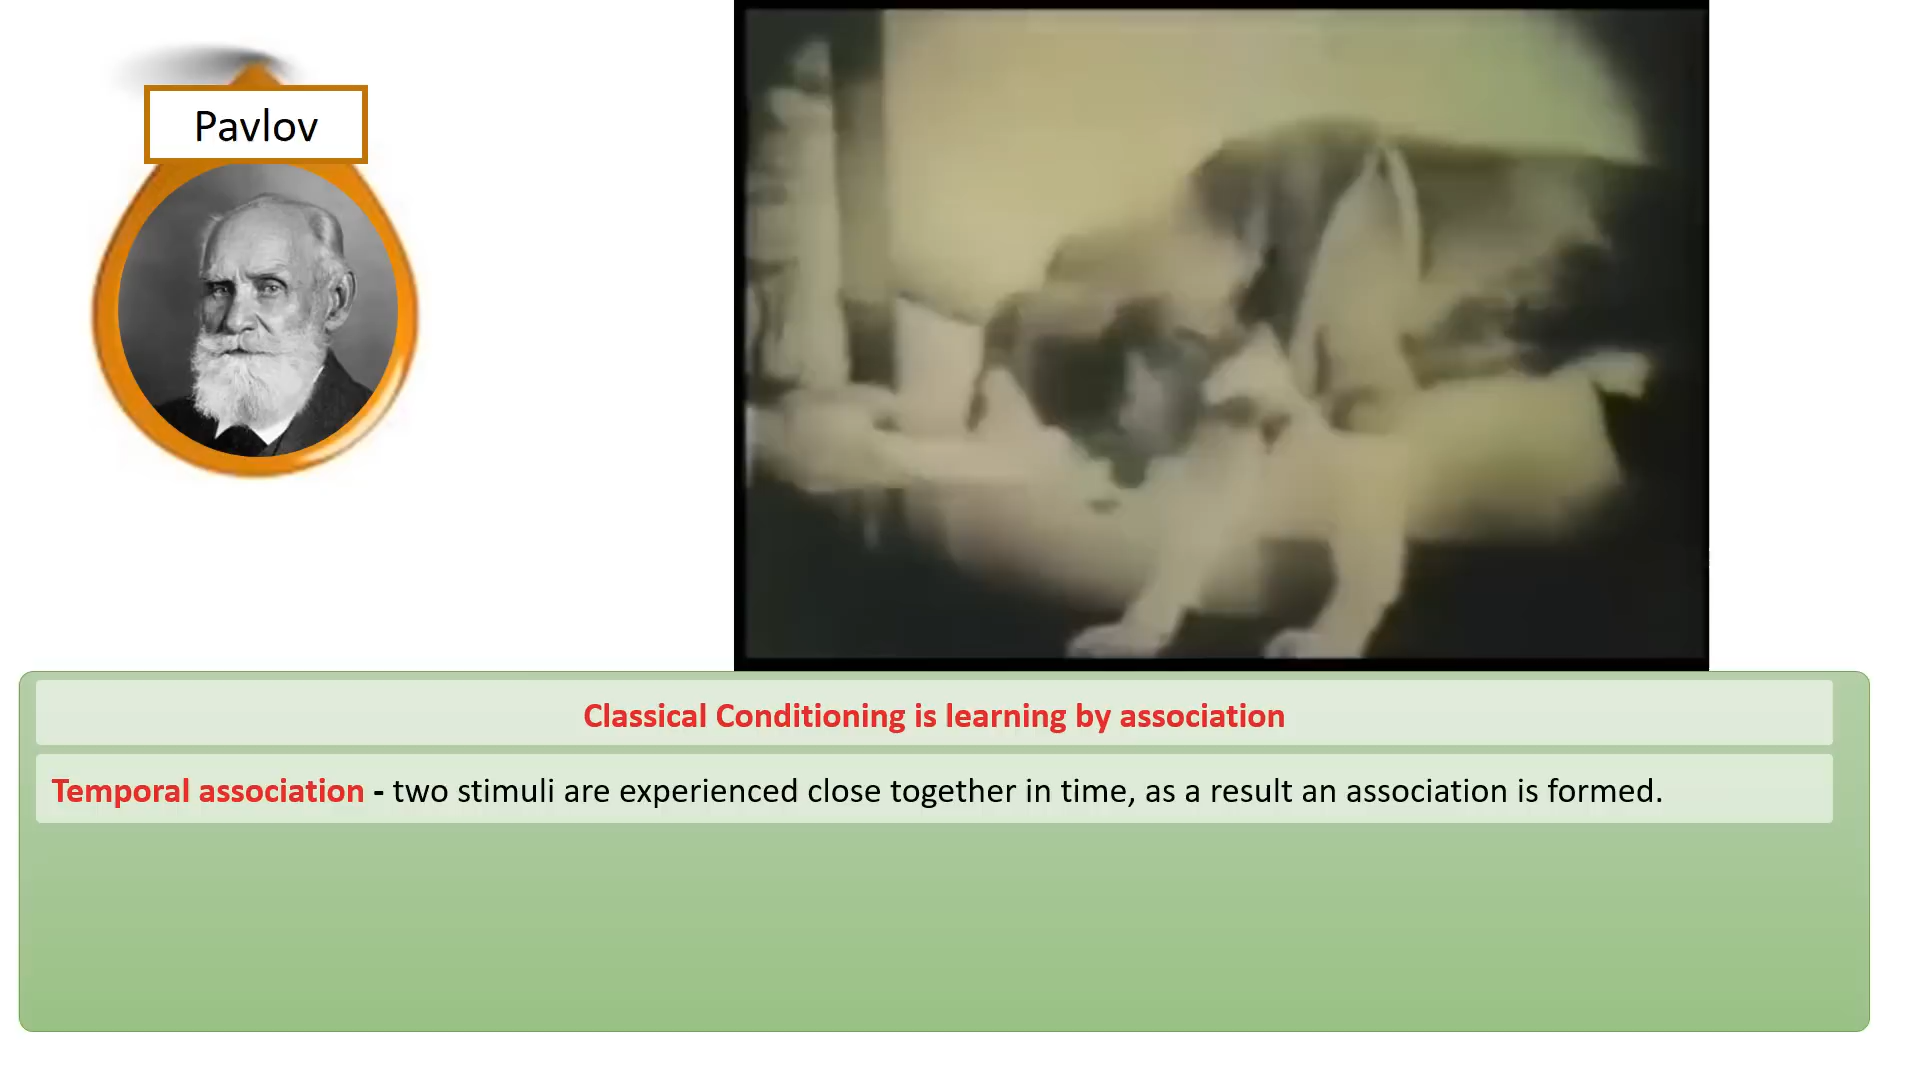 Pavlov
Classical Conditioning is learning by association
Temporal association - two stimuli are experienced close together in time, as a result an association is formed.